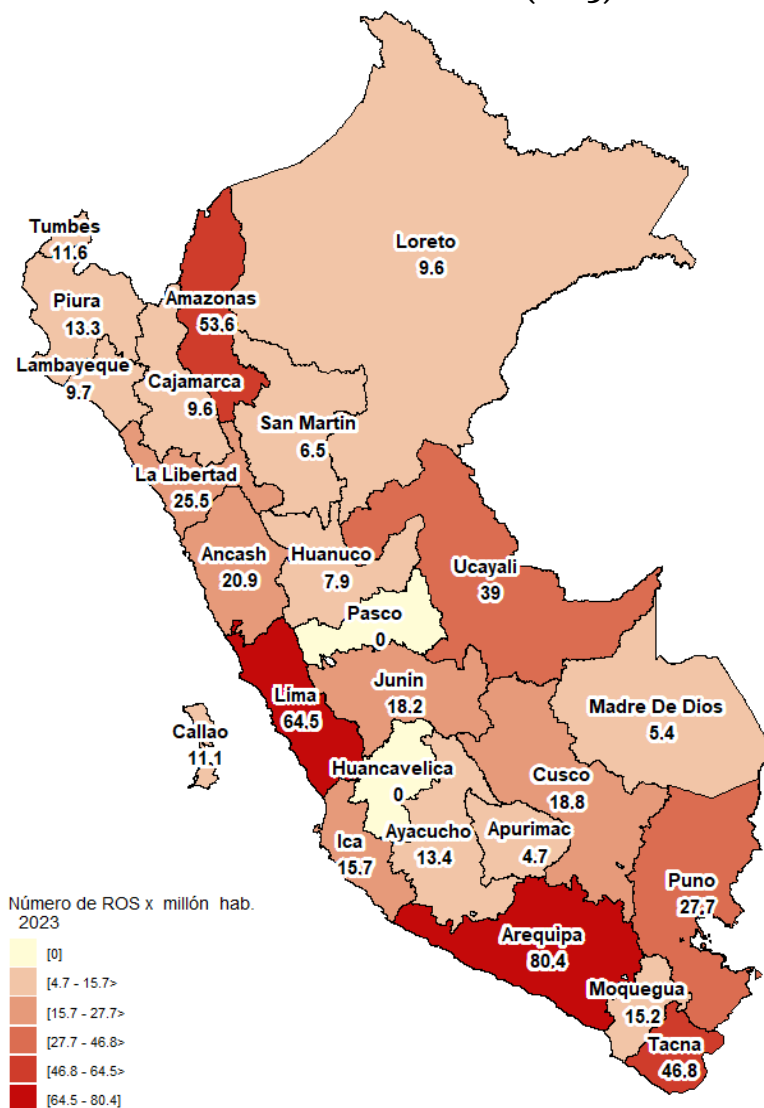 Tumbes
11.6
Piura
13.3
Lambayeque
9.7
Amazonas
53.6
Cajamarca
9.6
Loreto
9.6
San Martin
6.5
La Libertad
25.5
Ancash
20.9
Huanuco
7.9
Ucayali
39
Pasco
0
Lima
64.5
Junin
18.2
Callao
11.1
Madre De Dios
5.4
Huancavelica
0
Cusco
18.8
Ica
15.7
Ayacucho
13.4
Apurimac
4.7
Puno
27.7
Arequipa
80.4
Moquegua
15.2
Tacna
46.8
Número de ROS x millón hab.
2023
[0]
[4.7 - 15.7>
[15.7 - 27.7>
[27.7 - 46.8>
[46.8 - 64.5>
[64.5 - 80.4]